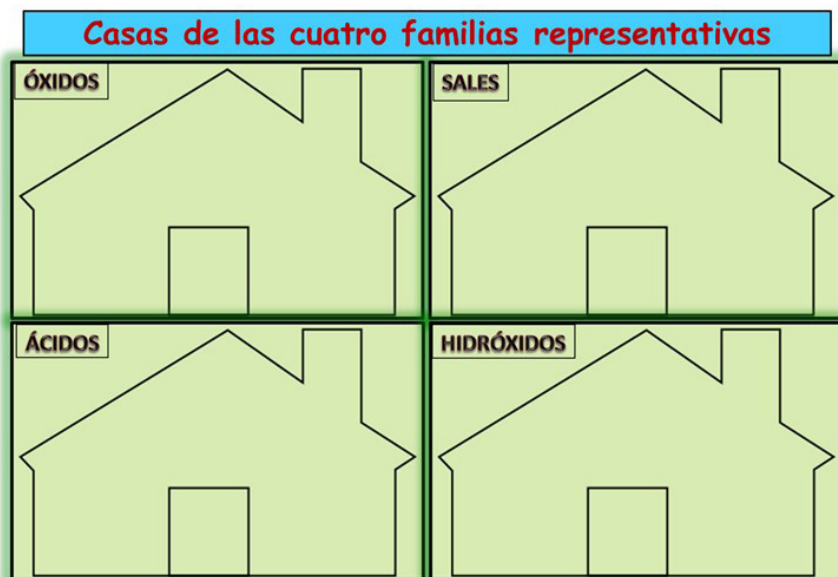 Casas de las cuatro familias representativas
ÓXIDOS
SALES
ÁCIDOS
HIDRÓXIDOS